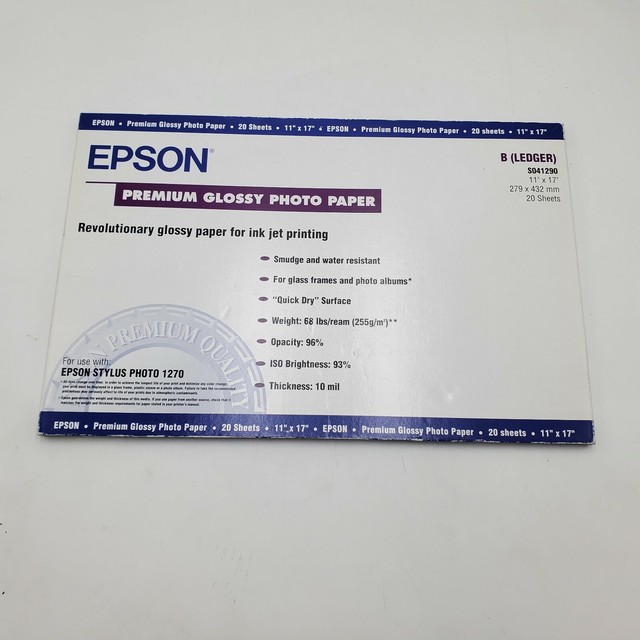 EPSON • Premium Glossy Photo Paper • 20 Sheets • 11" x 17" • EPSON • Premium Glossy Photo Paper • 20 sheets • 11" x 17"
EPSON®
B (LEDGER)
S041290
11" x 17"
279 x 432 mm
20 Sheets
PREMIUM GLOSSY PHOTO PAPER
Revolutionary glossy paper for ink jet printing
Smudge and water resistant
For glass frames and photo albums*
"Quick Dry" Surface
Weight: 68 lbs/ream (255g/m²)**
Opacity: 96%
ISO Brightness: 93%
Thickness: 10 mil
PREMIUM QUALITY
For use with:
EPSON STYLUS PHOTO 1270
EPSON • Premium Glossy Photo Paper • 20 Sheets • 11" x 17" • EPSON • Premium Glossy Photo Paper • 20 sheets • 11" x 17"